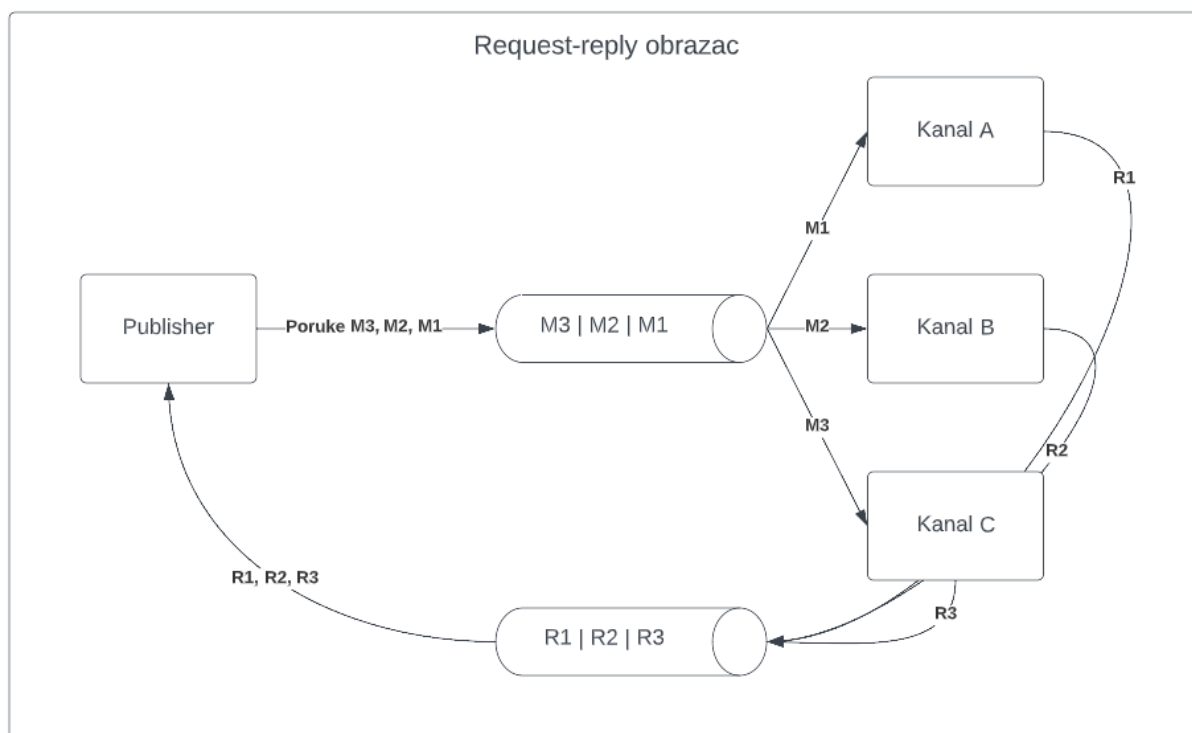 Request-reply obrazac
Kanal A
R1
M1
Publisher
Poruke M3, M2, M1
M3 | M2 | M1
M2
Kanal B
M3
R2
Kanal C
R1, R2, R3
R1 | R2 | R3
R3